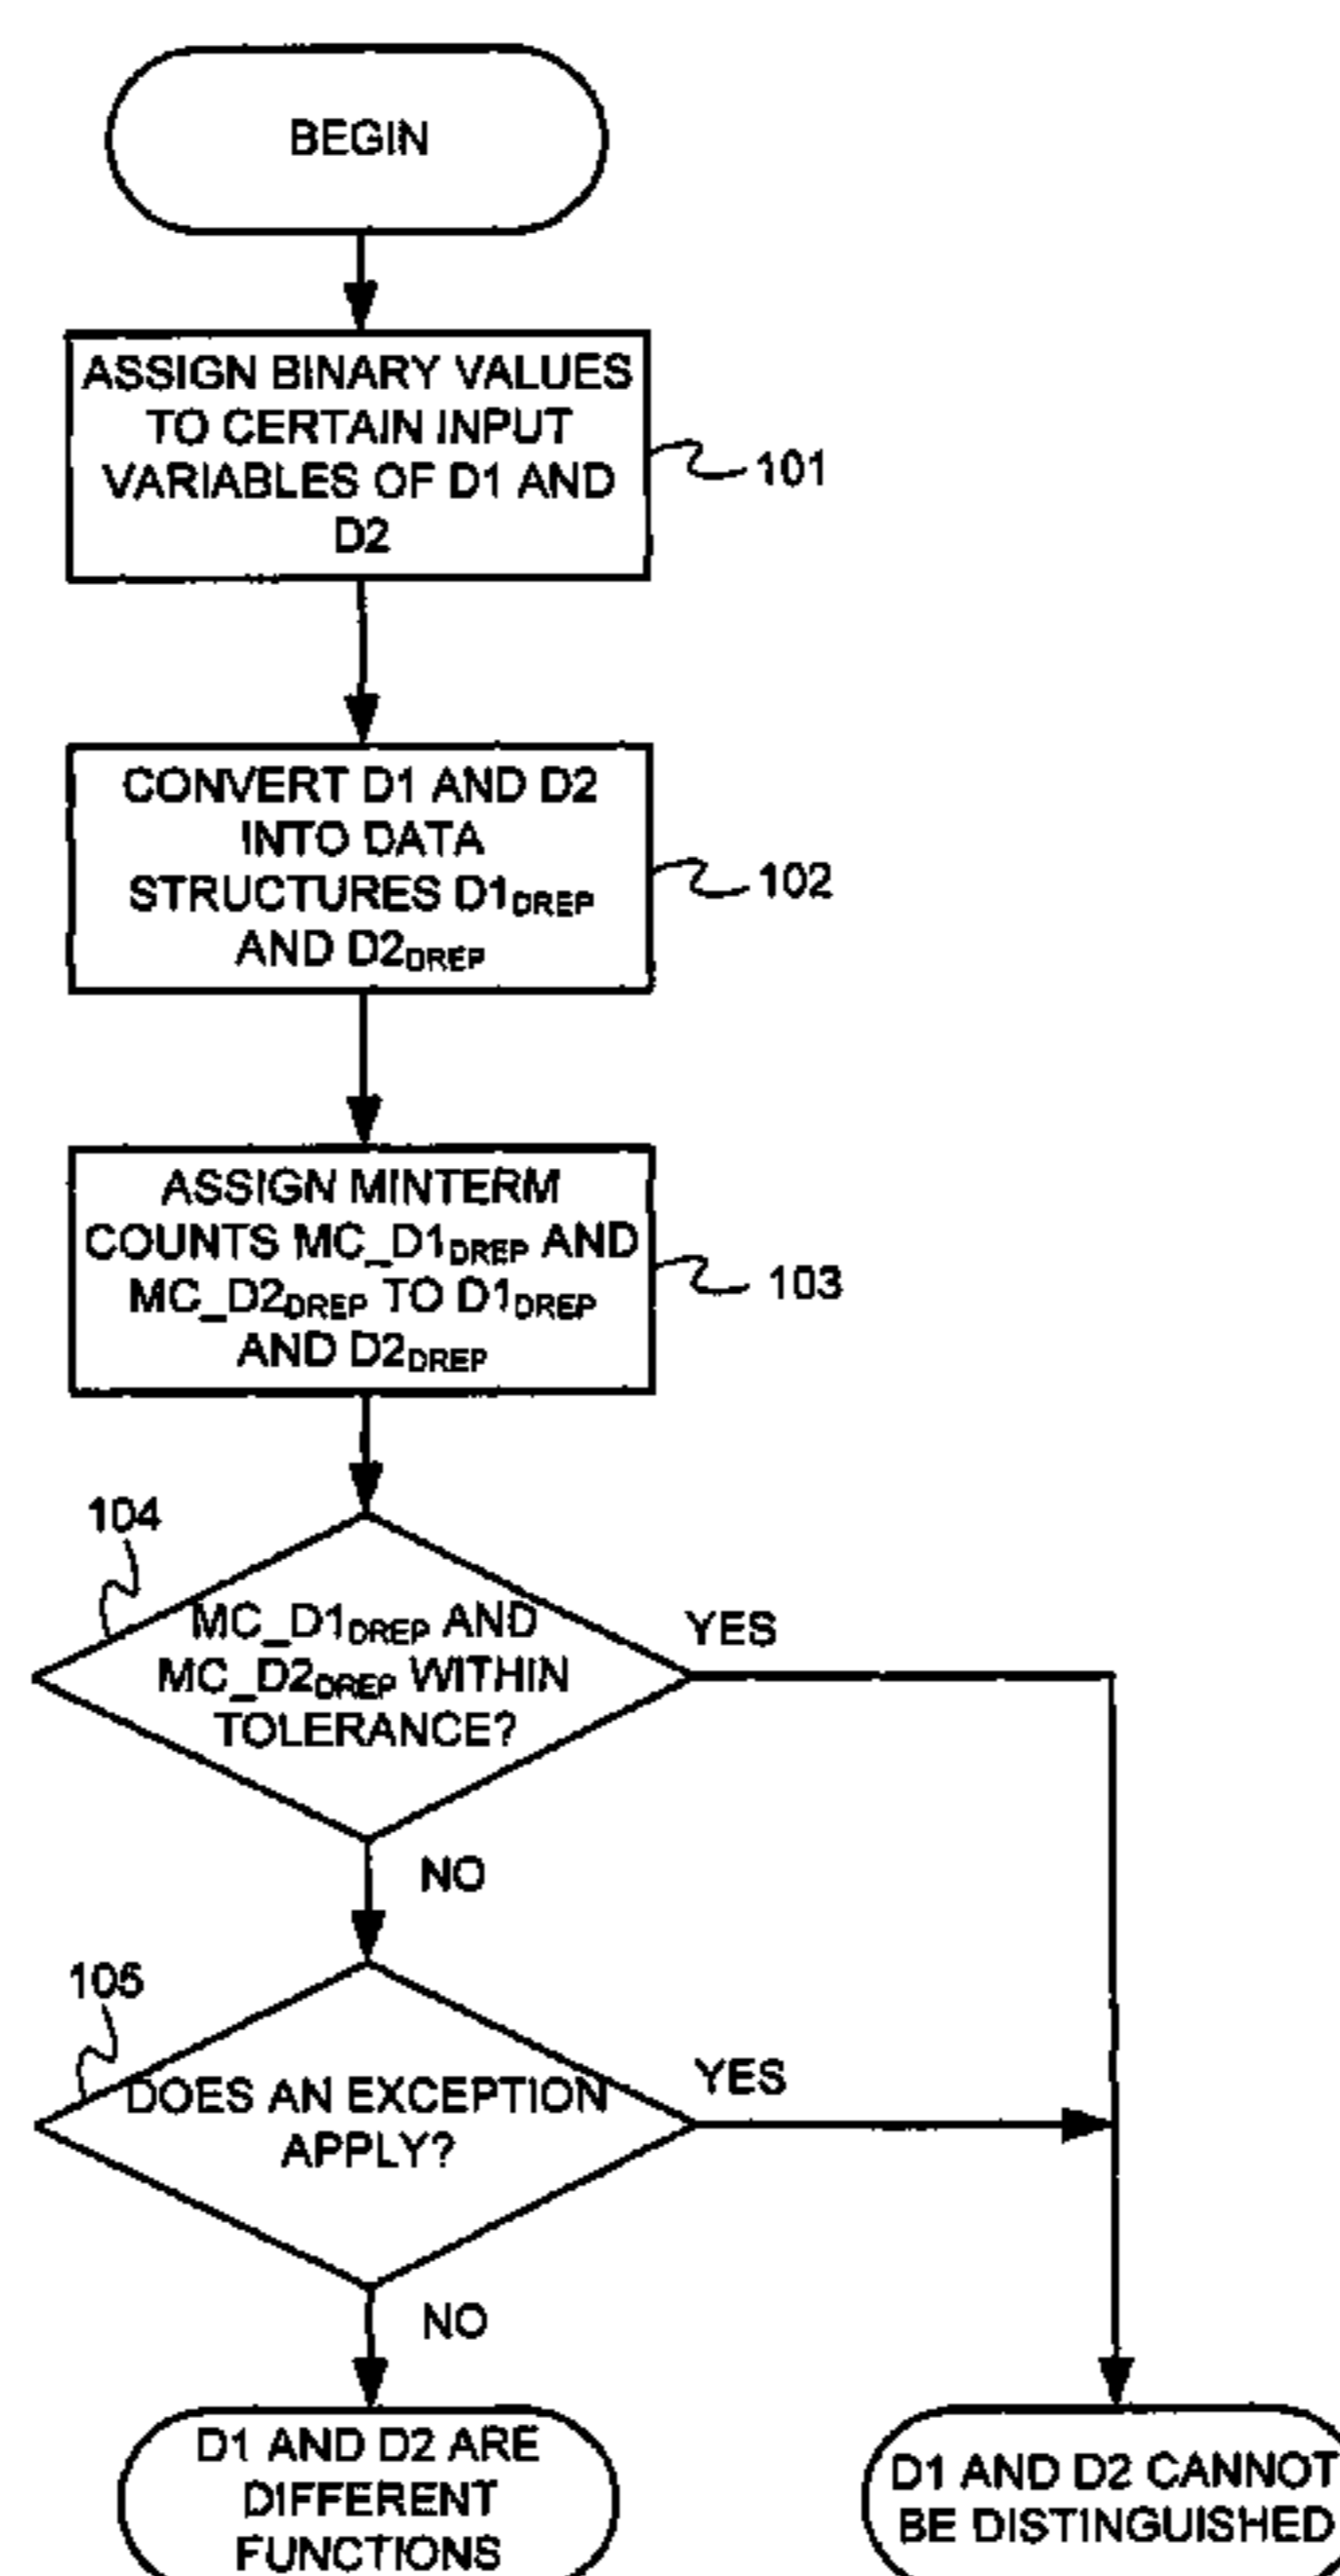 BEGIN
ASSIGN BINARY VALUES
TO CERTAIN INPUT
VARIABLES OF D1 AND
D2
101
CONVERT D1 AND D2
INTO DATA
STRUCTURES D1DREP
AND D2DREP
102
ASSIGN MINTERM
COUNTS MC_D1DREP AND
MC_D2DREP TO D1DREP
AND D2DREP
103
104
MC_D1DREP AND
MC_D2DREP WITHIN
TOLERANCE?
YES
NO
105
DOES AN EXCEPTION
APPLY?
YES
NO
D1 AND D2 ARE
DIFFERENT
FUNCTIONS
D1 AND D2 CANNOT
BE DISTINGUISHED